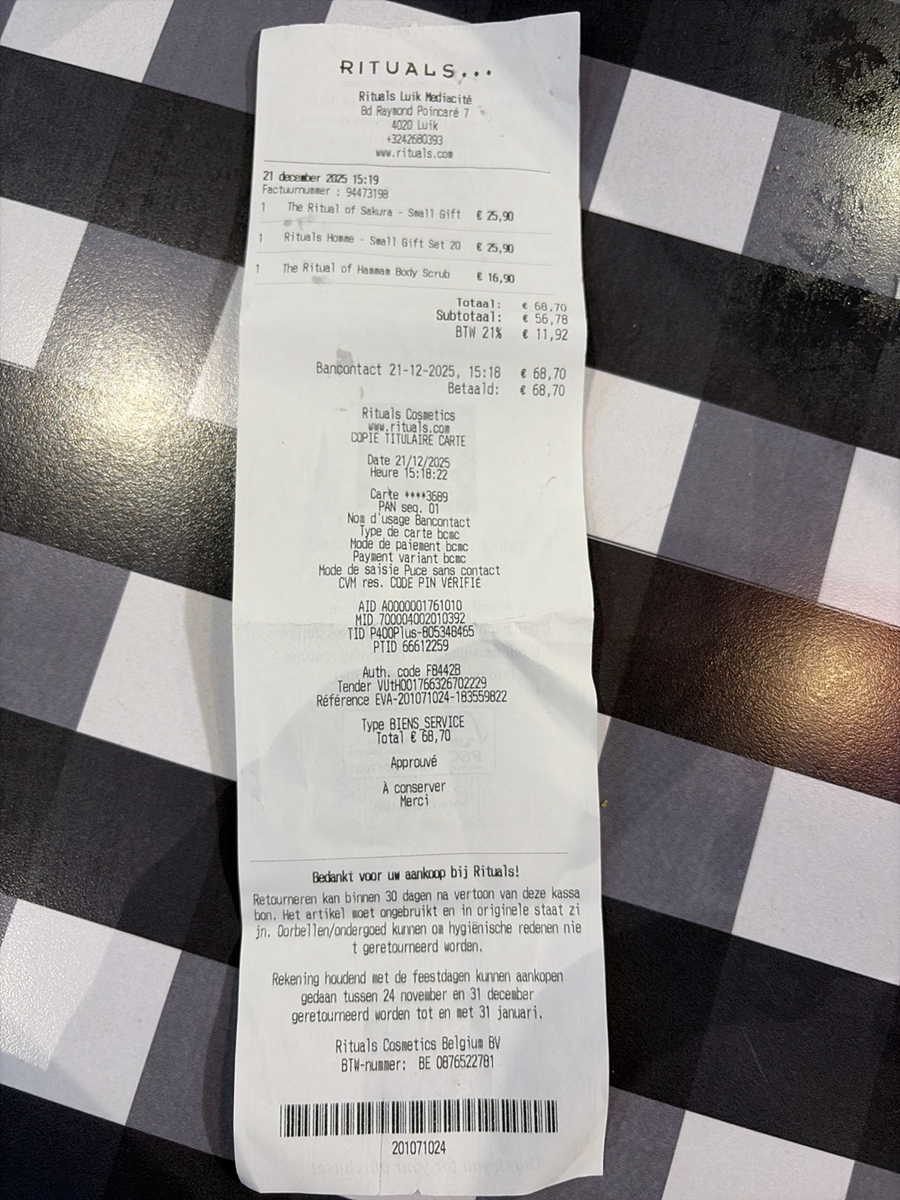 RITUALS...
Rituals Luik Mediacité
Bd Raymond Poincaré 7
4020 Luik
+3242680393
www.rituals.com
21 december 2025 15:19
Factuurnummer : 94473198
1 The Ritual of Sakura - Small Gift € 25,90
1 Rituals Homme - Small Gift Set 20 € 25,90
1 The Ritual of Hammam Body Scrub € 16,90
Totaal: € 68,70
Subtotaal: € 56,78
BTW 21% € 11,92
Bancontact 21-12-2025, 15:18 € 68,70
Betaald: € 68,70
Rituals Cosmetics
www.rituals.com
COPIE TITULAIRE CARTE
Date 21/12/2025
Heure 15:18:22
Carte ****3689
PAN seq. 01
Nom d'usage Bancontact
Type de carte bcmc
Mode de paiement bcmc
Payment variant bcmc
Mode de saisie Puce sans contact
CVM res. CODE PIN VÉRIFIÉ
AID A0000001761010
MID 700004002010392
TID P400Plus-805348465
PTID 66612259
Auth. code F8442B
Tender VUtH001766326702229
Référence EVA-201071024-183559822
Type BIENS_SERVICE
Total € 68,70
Approuvé
À conserver
Merci
Bedankt voor uw aankoop bij Rituals!
Retourneren kan binnen 30 dagen na vertoon van deze kassa
bon. Het artikel moet ongebruikt en in originele staat zi
jn. Oorbellen/ondergoed kunnen om hygiënische redenen nie
t geretourneerd worden.
Rekening houdend met de feestdagen kunnen aankopen
gedaan tussen 24 november en 31 december
geretourneerd worden tot en met 31 januari.
Rituals Cosmetics Belgium BV
BTW-nummer: BE 0876522781
201071024